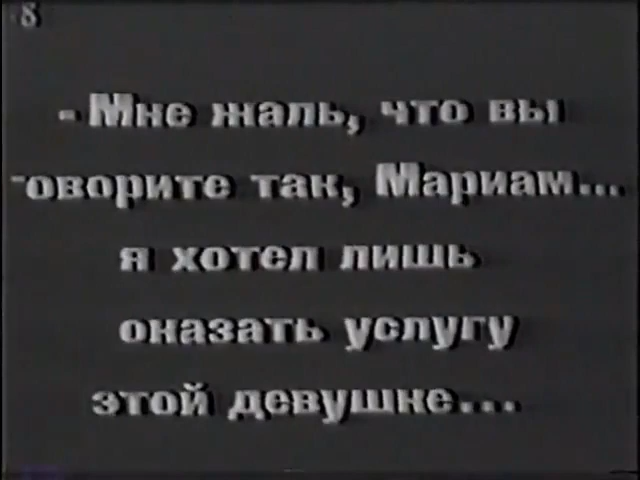 - Мне жаль, что вы
говорите так, Мариам...
я хотел лишь
оказать услугу
этой девушке...